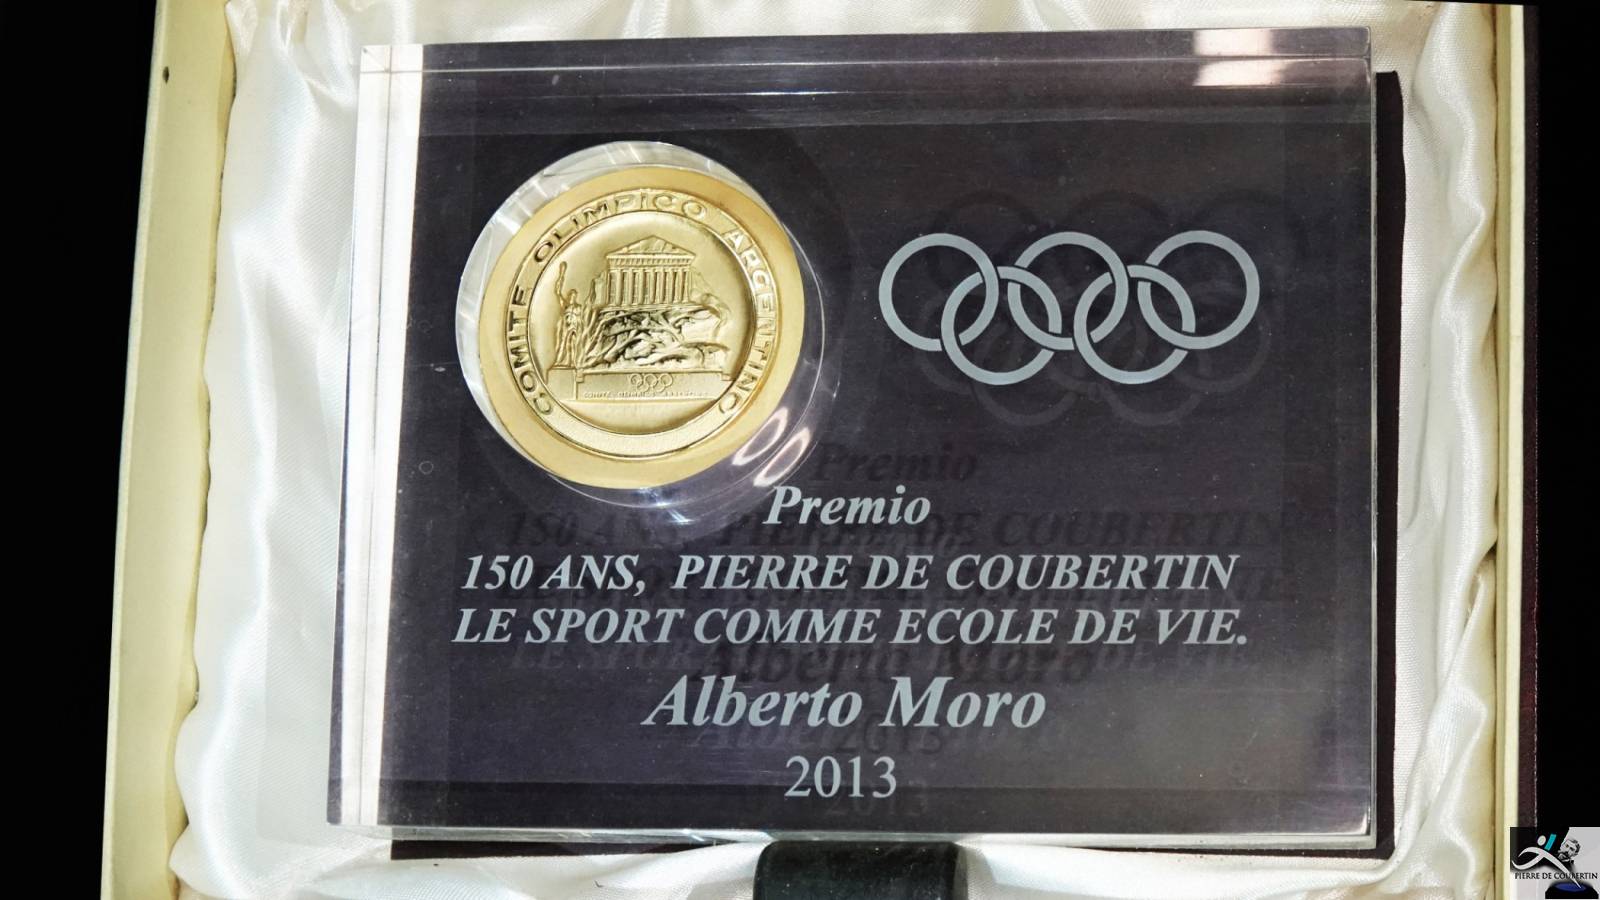 COMITE OLIMPICO ARGENTINO
Premio
150 ANS, PIERRE DE COUBERTIN
LE SPORT COMME ECOLE DE VIE.
Alberto Moro
2013
PIERRE DE COUBERTIN